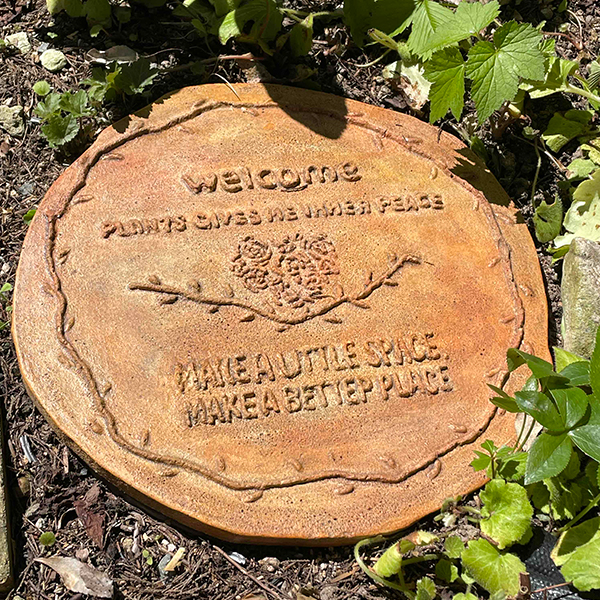 welcome
PLANTS GIVES ME INNER PEACE
MAKE A LITTLE SPACE
MAKE A BETTER PLACE